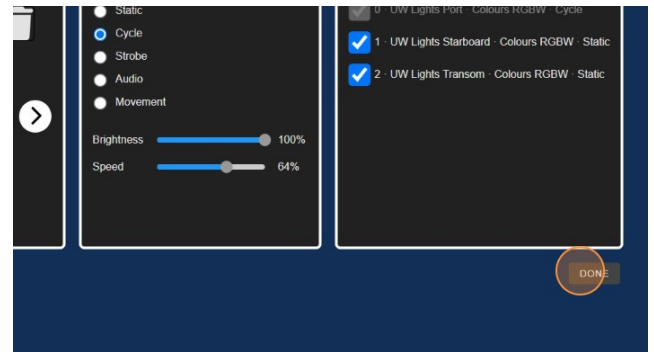 Static
Cycle
Strobe
Audio
Movement
Brightness 100%
Speed 64%
0 · UW Lights Port · Colours RGBW · Cycle
1 · UW Lights Starboard · Colours RGBW · Static
2 · UW Lights Transom · Colours RGBW · Static
DONE